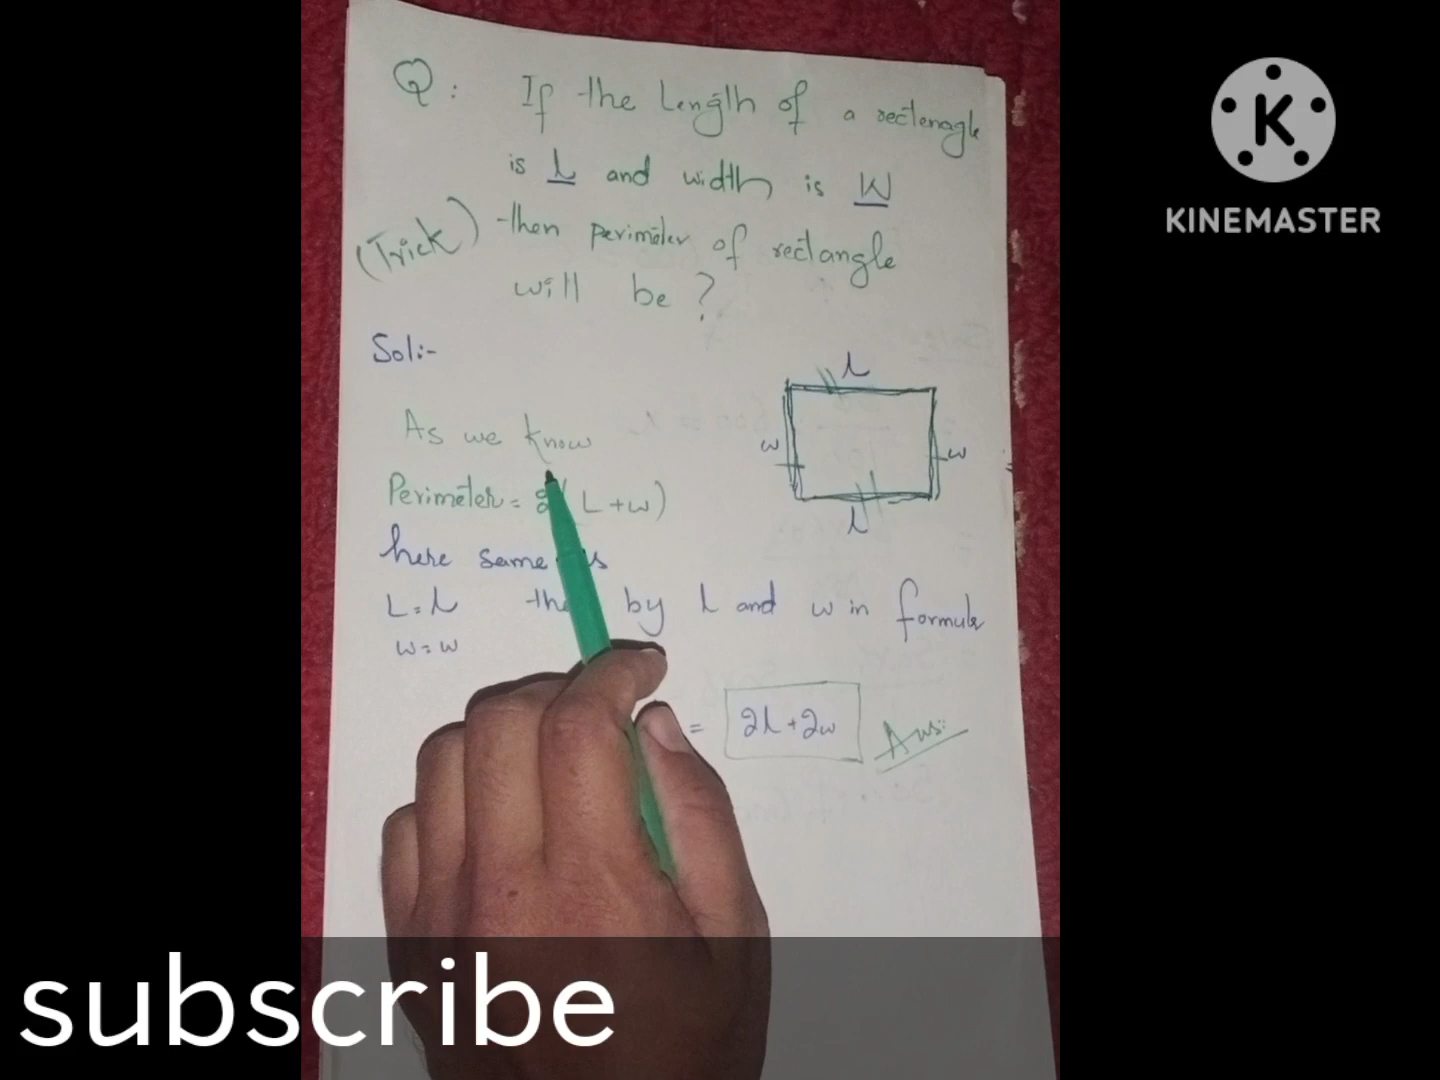 Q: If the Length of a rectenagle
is L and width is W
(Trick) then perimeter of rectangle
will be?
Sol:-
As we know
Perimeter = 2(L+w)
here same
L=L by L and w in formula
w=w
= 2L+2w Ans:
L
w w
L
K
KINEMASTER
subscribe